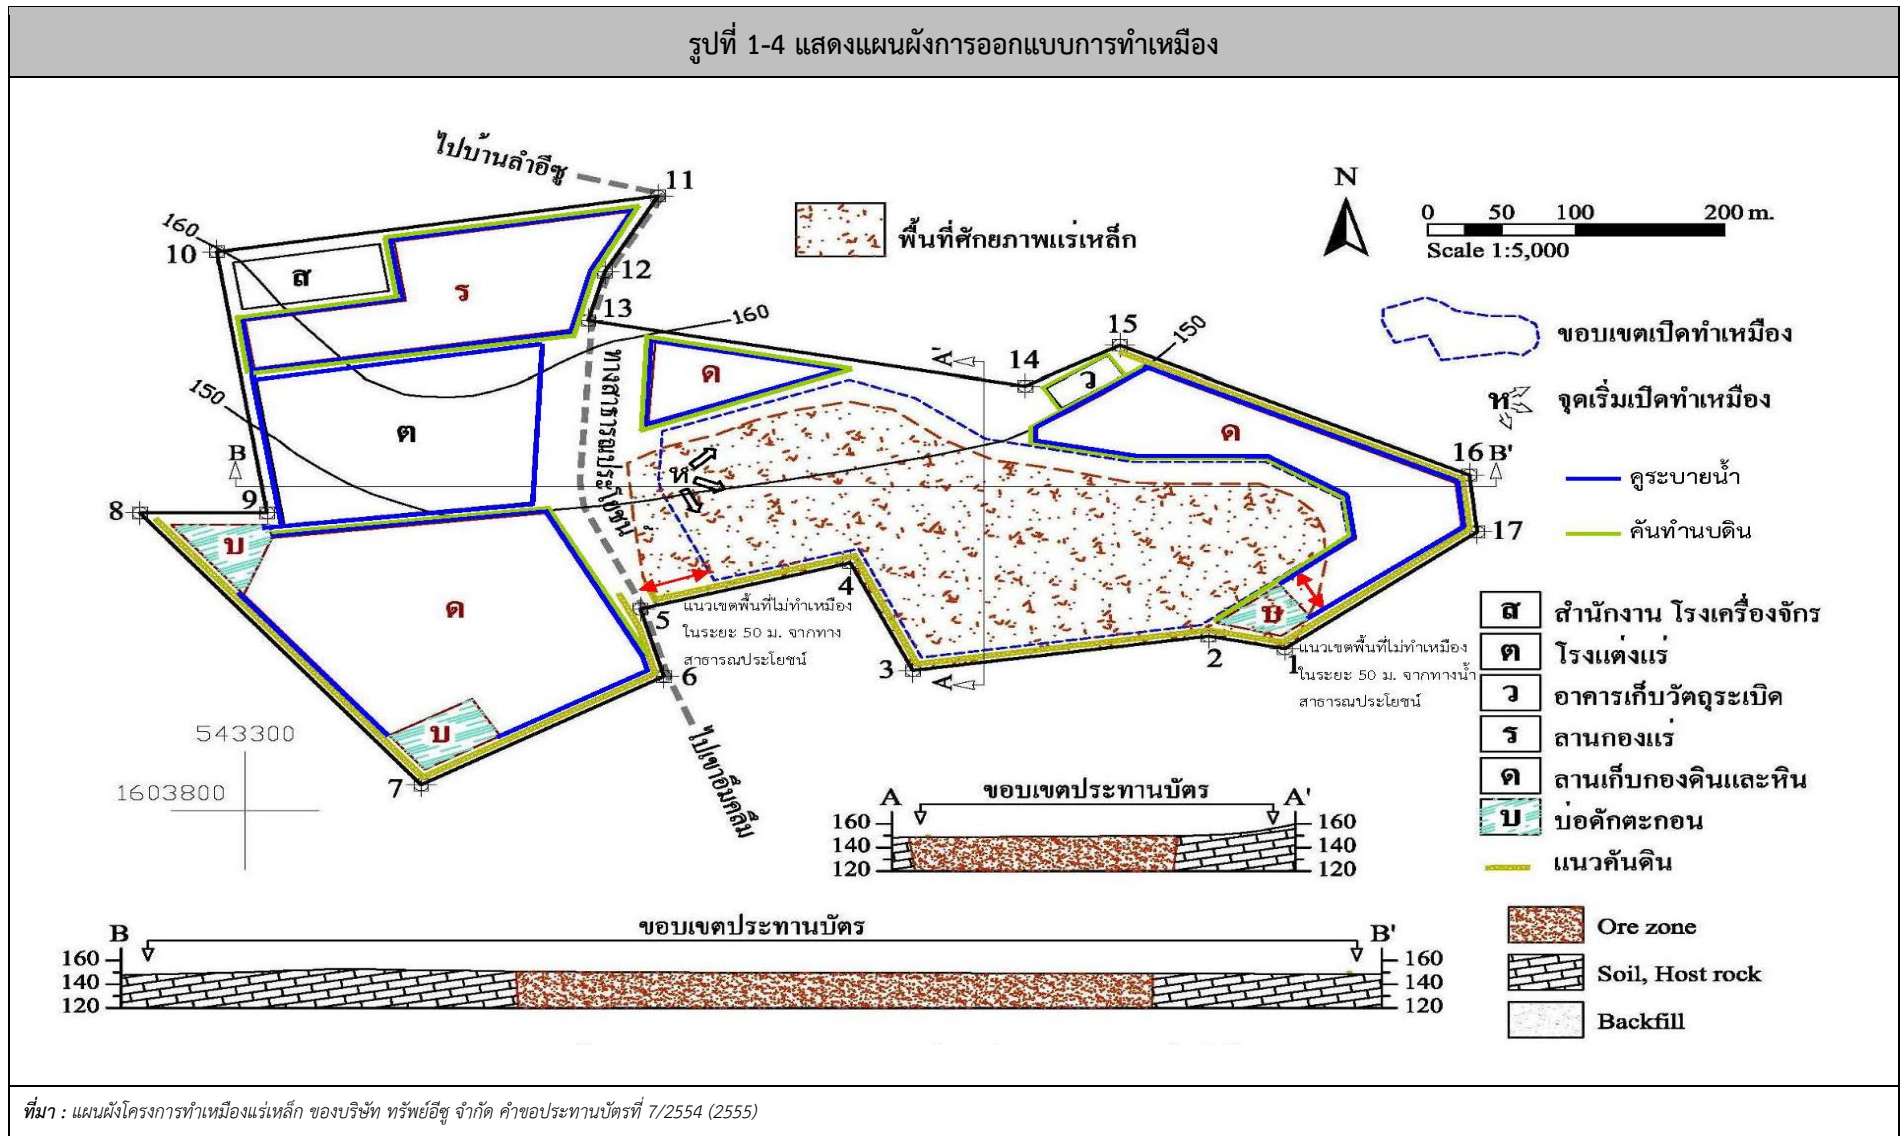 รูปที่ 1-4 แสดงแผนผังการออกแบบการทำเหมือง
ไปบ้านลำอีซู
11
160
10
ส
ร
12
13
160
พื้นที่ศักยภาพแร่เหล็ก
N
0 50 100 200 m.
Scale 1:5,000
ขอบเขตเปิดทำเหมือง
ห
จุดเริ่มเปิดทำเหมือง
คูระบายน้ำ
คันทำนบดิน
ส สำนักงาน โรงเครื่องจักร
ต โรงแต่งแร่
ว อาคารเก็บวัตถุระเบิด
ร ลานกองแร่
ด ลานเก็บกองดินและหิน
บ บ่อดักตะกอน
แนวคันดิน
Ore zone
Soil, Host rock
Backfill
150
ต
ทางสาธารณประโยชน์
ด
A'
14
15
150
ว
ด
16
B'
17
B
9
8
บ
ห
ด
4
5
แนวเขตพื้นที่ไม่ทำเหมือง
ในระยะ 50 ม. จากทาง
สาธารณประโยชน์
6
3
A
2
1
บ
แนวเขตพื้นที่ไม่ทำเหมือง
ในระยะ 50 ม. จากทางน้ำ
สาธารณประโยชน์
บ
7
543300
1603800
ไปเขาอึมคลึม
A ขอบเขตประทานบัตร A'
160 160
140 140
120 120
B ขอบเขตประทานบัตร B'
160 160
140 140
120 120
ที่มา : แผนผังโครงการทำเหมืองแร่เหล็ก ของบริษัท ทรัพย์อีซู จำกัด คำขอประทานบัตรที่ 7/2554 (2555)